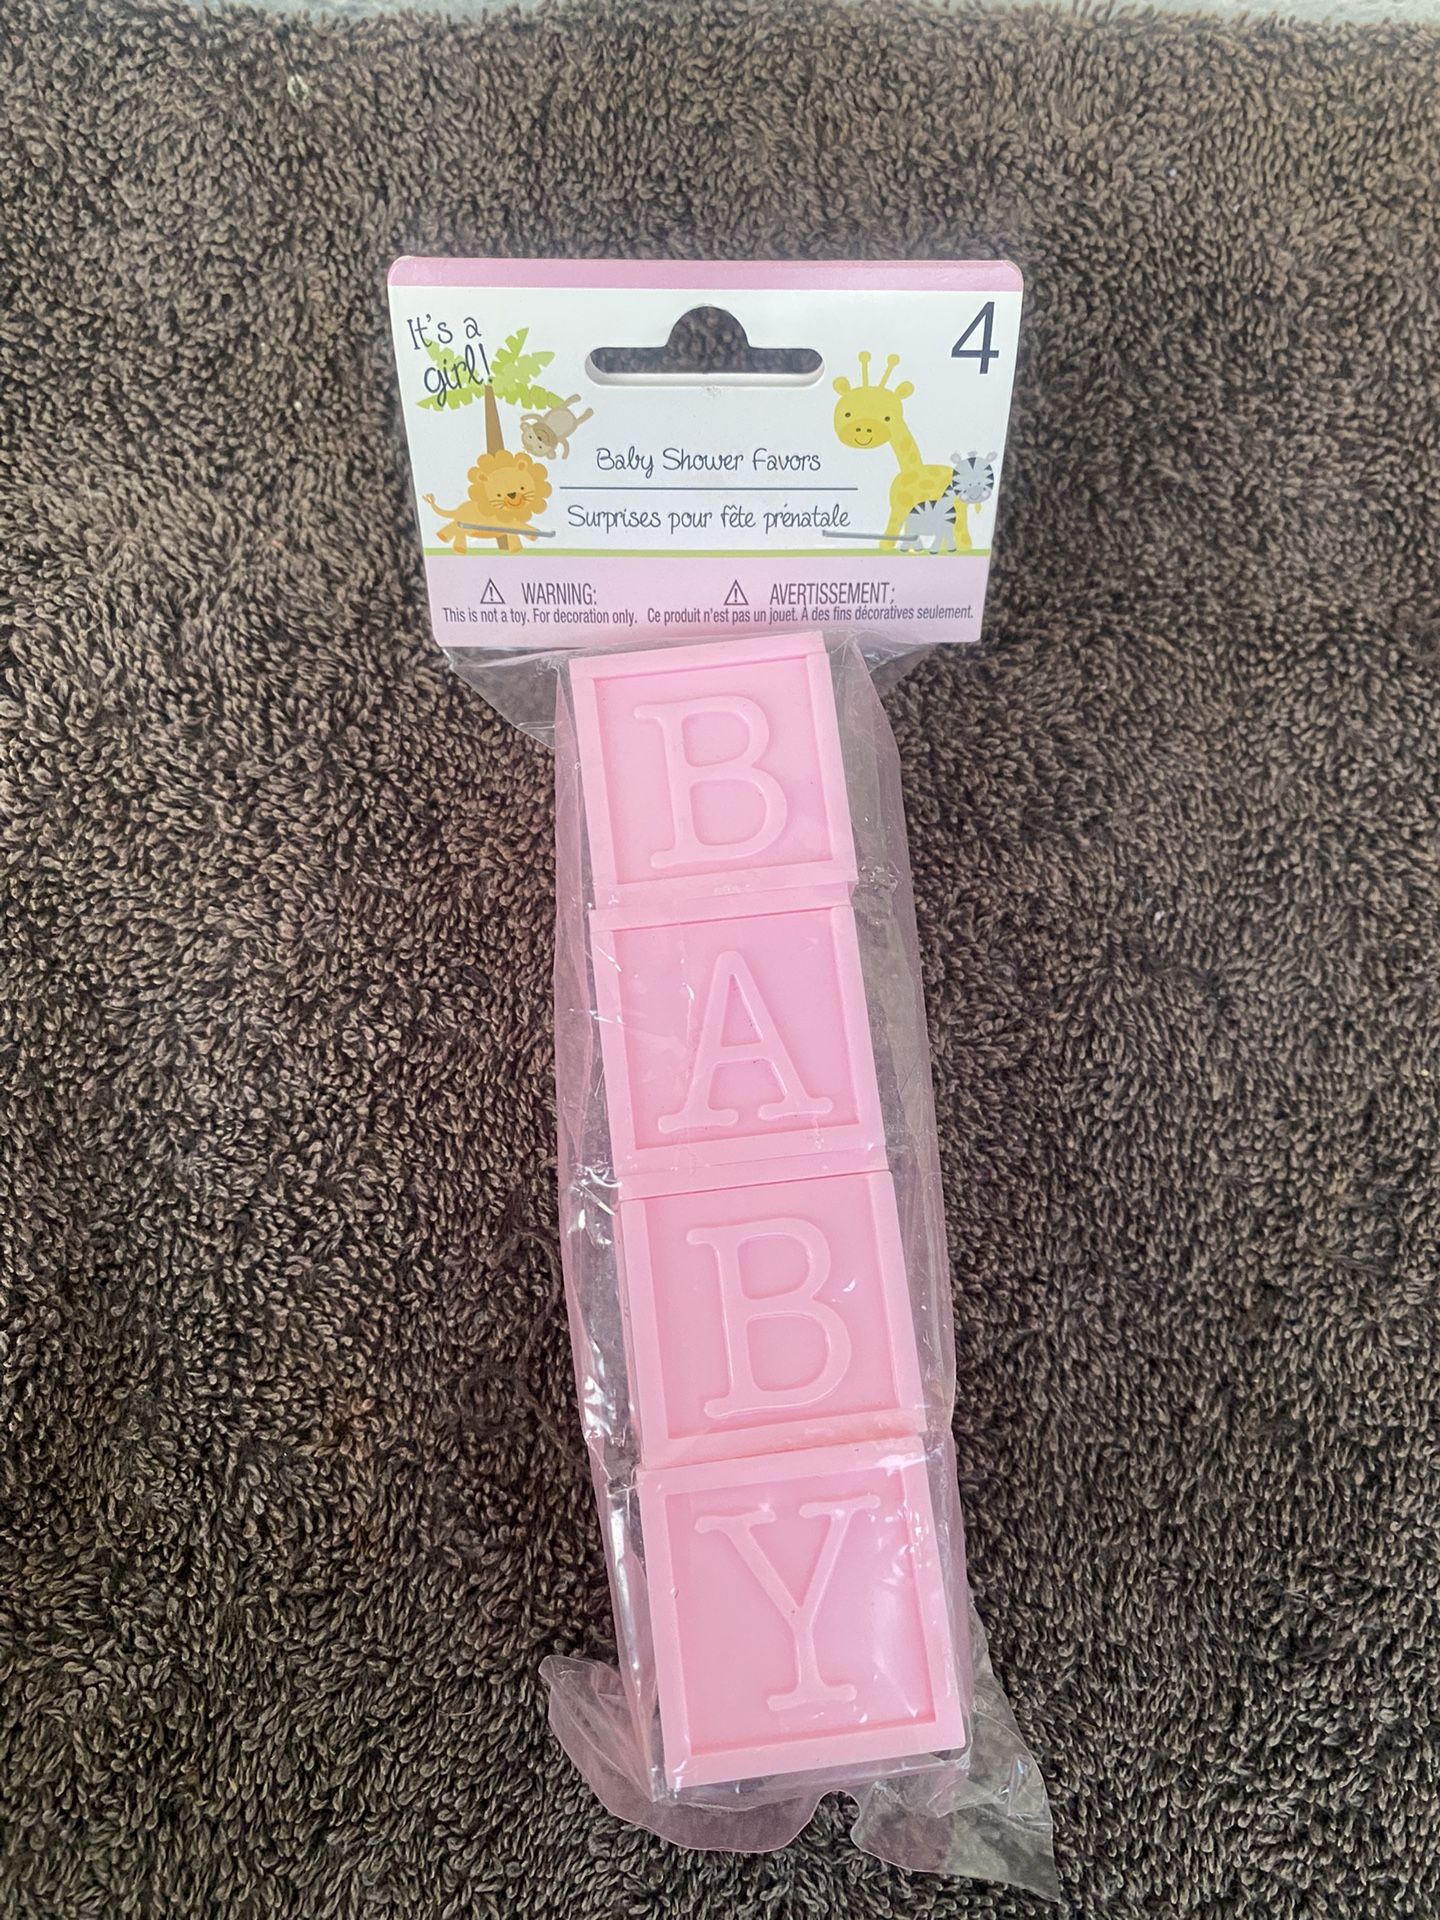 It's a
girl!
4
Baby Shower Favors
Surprises pour fête prénatale
⚠ WARNING:
This is not a toy. For decoration only.
⚠ AVERTISSEMENT:
Ce produit n'est pas un jouet. À des fins décoratives seulement.
B
A
B
Y